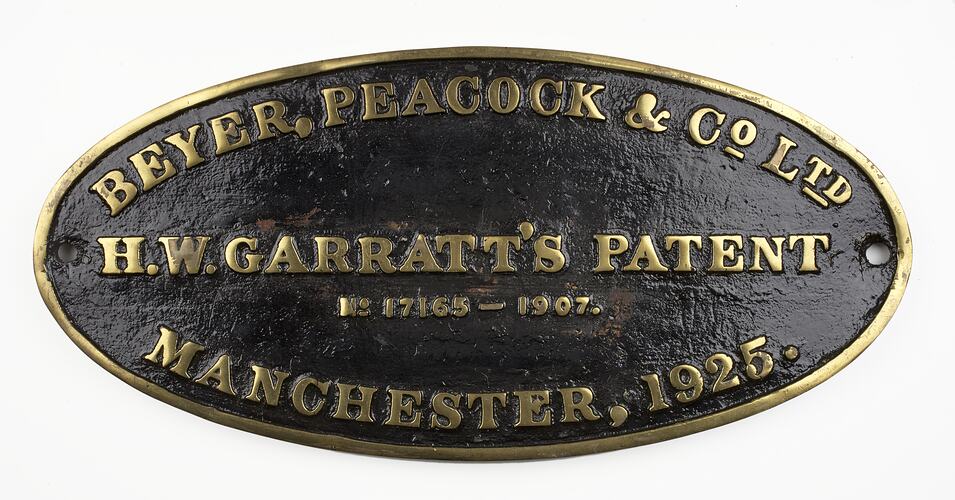 BEYER, PEACOCK & Co LTD
H.W. GARRATT'S PATENT
No 17165 — 1907.
MANCHESTER, 1925.